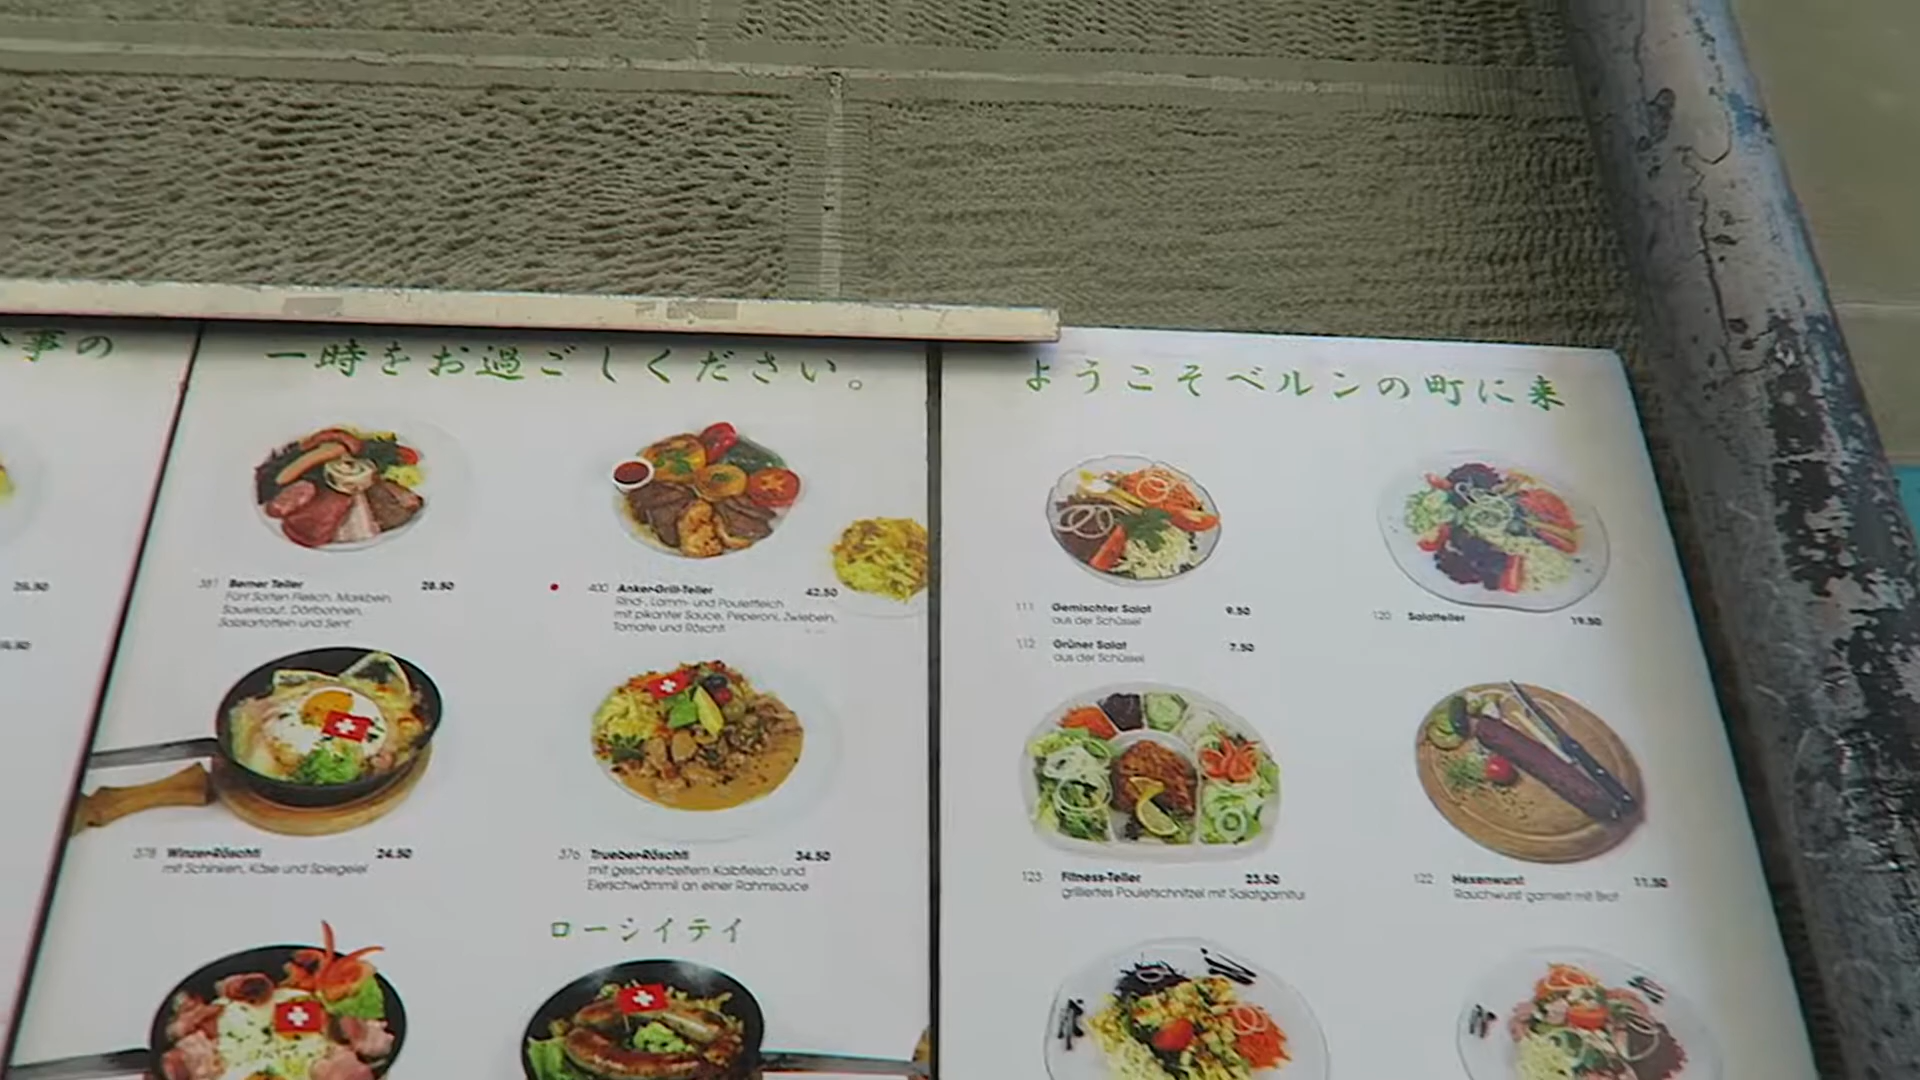 事の
一時をお過ごしください。
ようこそベルンの町に来
381 Berner Teller 28.50
Fünf Sorten Fleisch, Markbein,
Sauerkraut, Dörrbohnen,
Salzkartoffeln und Senf
400 Anker-Grill-Teller 42.50
Rind-, Lamm- und Pouletfleich
mit pikanter Sauce, Peperoni, Zwiebeln,
Tomate und Röschti
378 Winzer-Röschti 24.50
mit Schinken, Käse und Spiegelei
376 Trueber-Röschti 34.50
mit geschnetzeltem Kalbfleisch und
Eierschwämmli an einer Rahmsauce
ローシイテイ
111 Gemischter Salat 9.50
aus der Schüssel
112 Grüner Salat 7.50
aus der Schüssel
120 Salatteller 19.50
123 Fitness-Teller 23.50
grilliertes Pouletschnitzel mit Salatgarnitur
122 Hexenwurst 11.50
Rauchwurst garniert mit Brot